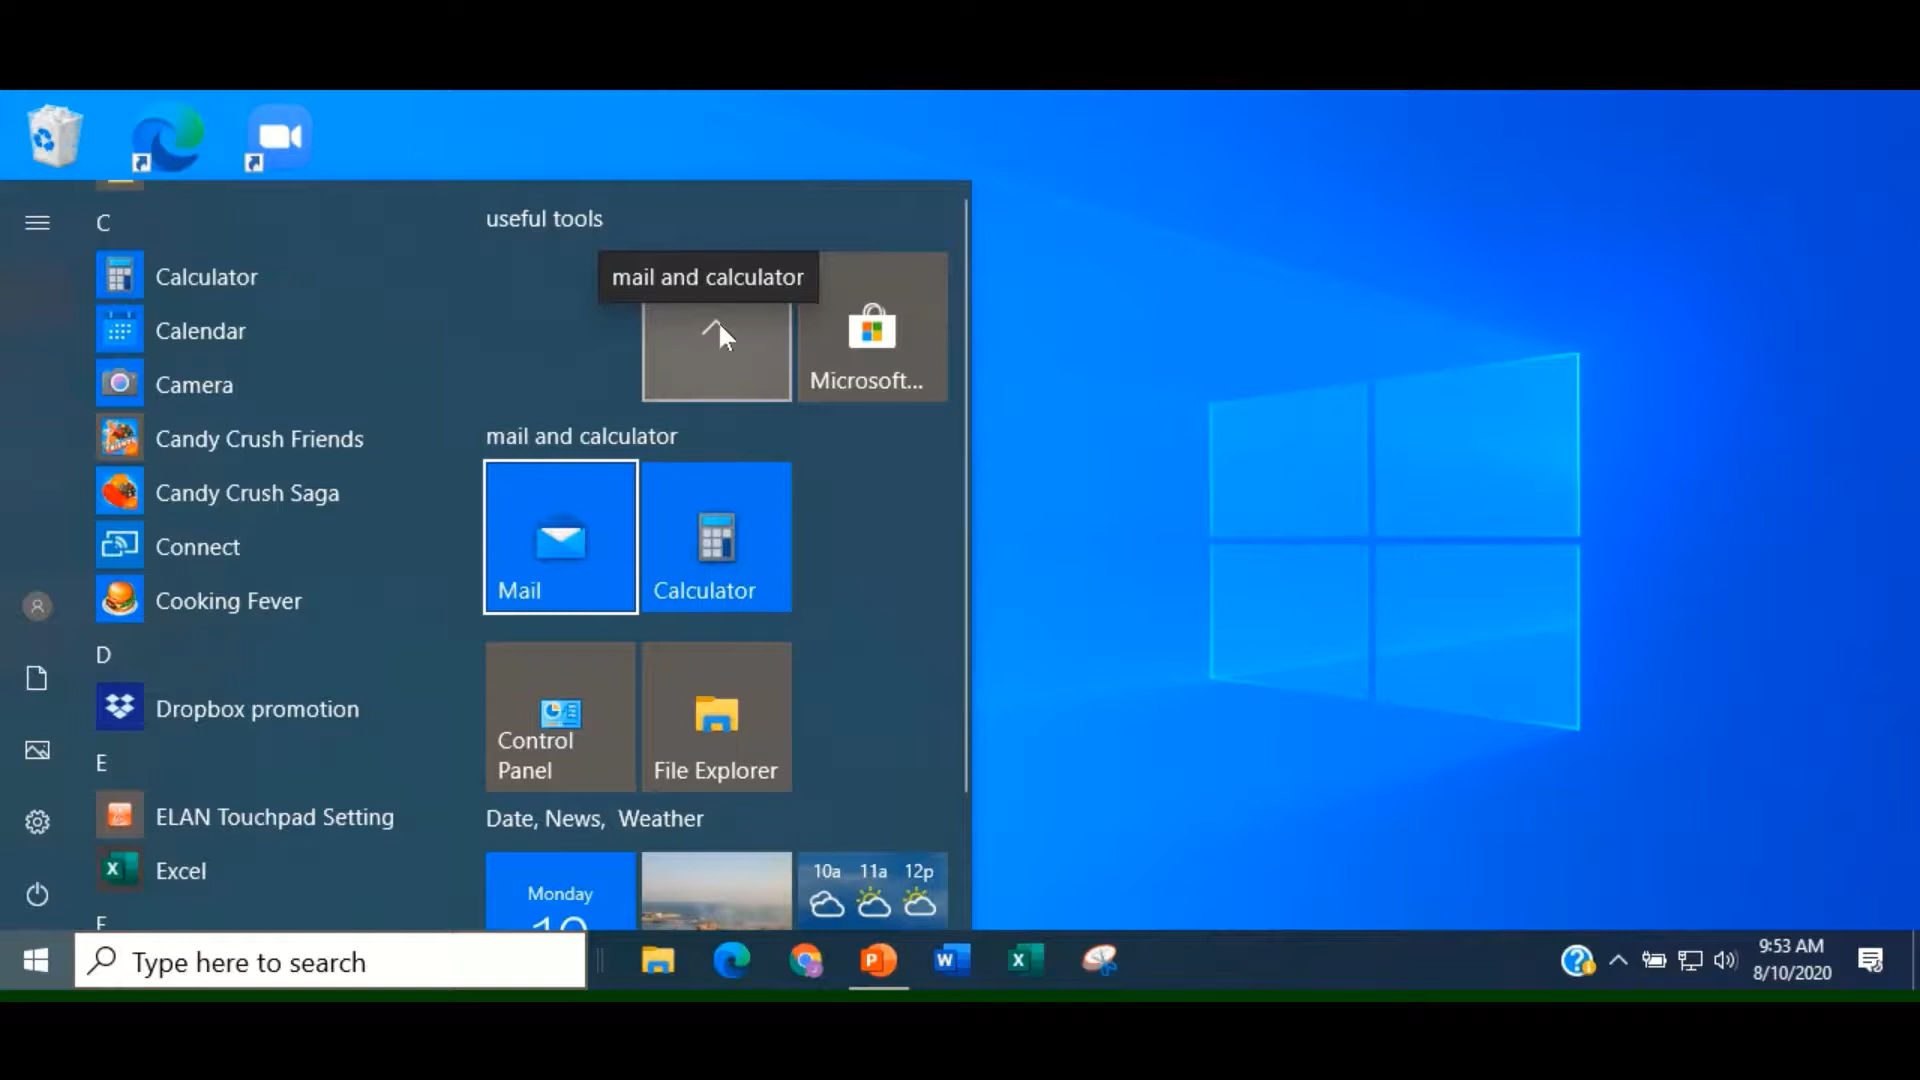 C
Calculator
Calendar
Camera
Candy Crush Friends
Candy Crush Saga
Connect
Cooking Fever
D
Dropbox promotion
E
ELAN Touchpad Setting
Excel
useful tools
mail and calculator
Microsoft...
mail and calculator
Mail
Calculator
Control
Panel
File Explorer
Date, News, Weather
Monday
10
10a 11a 12p
Type here to search
9:53 AM
8/10/2020